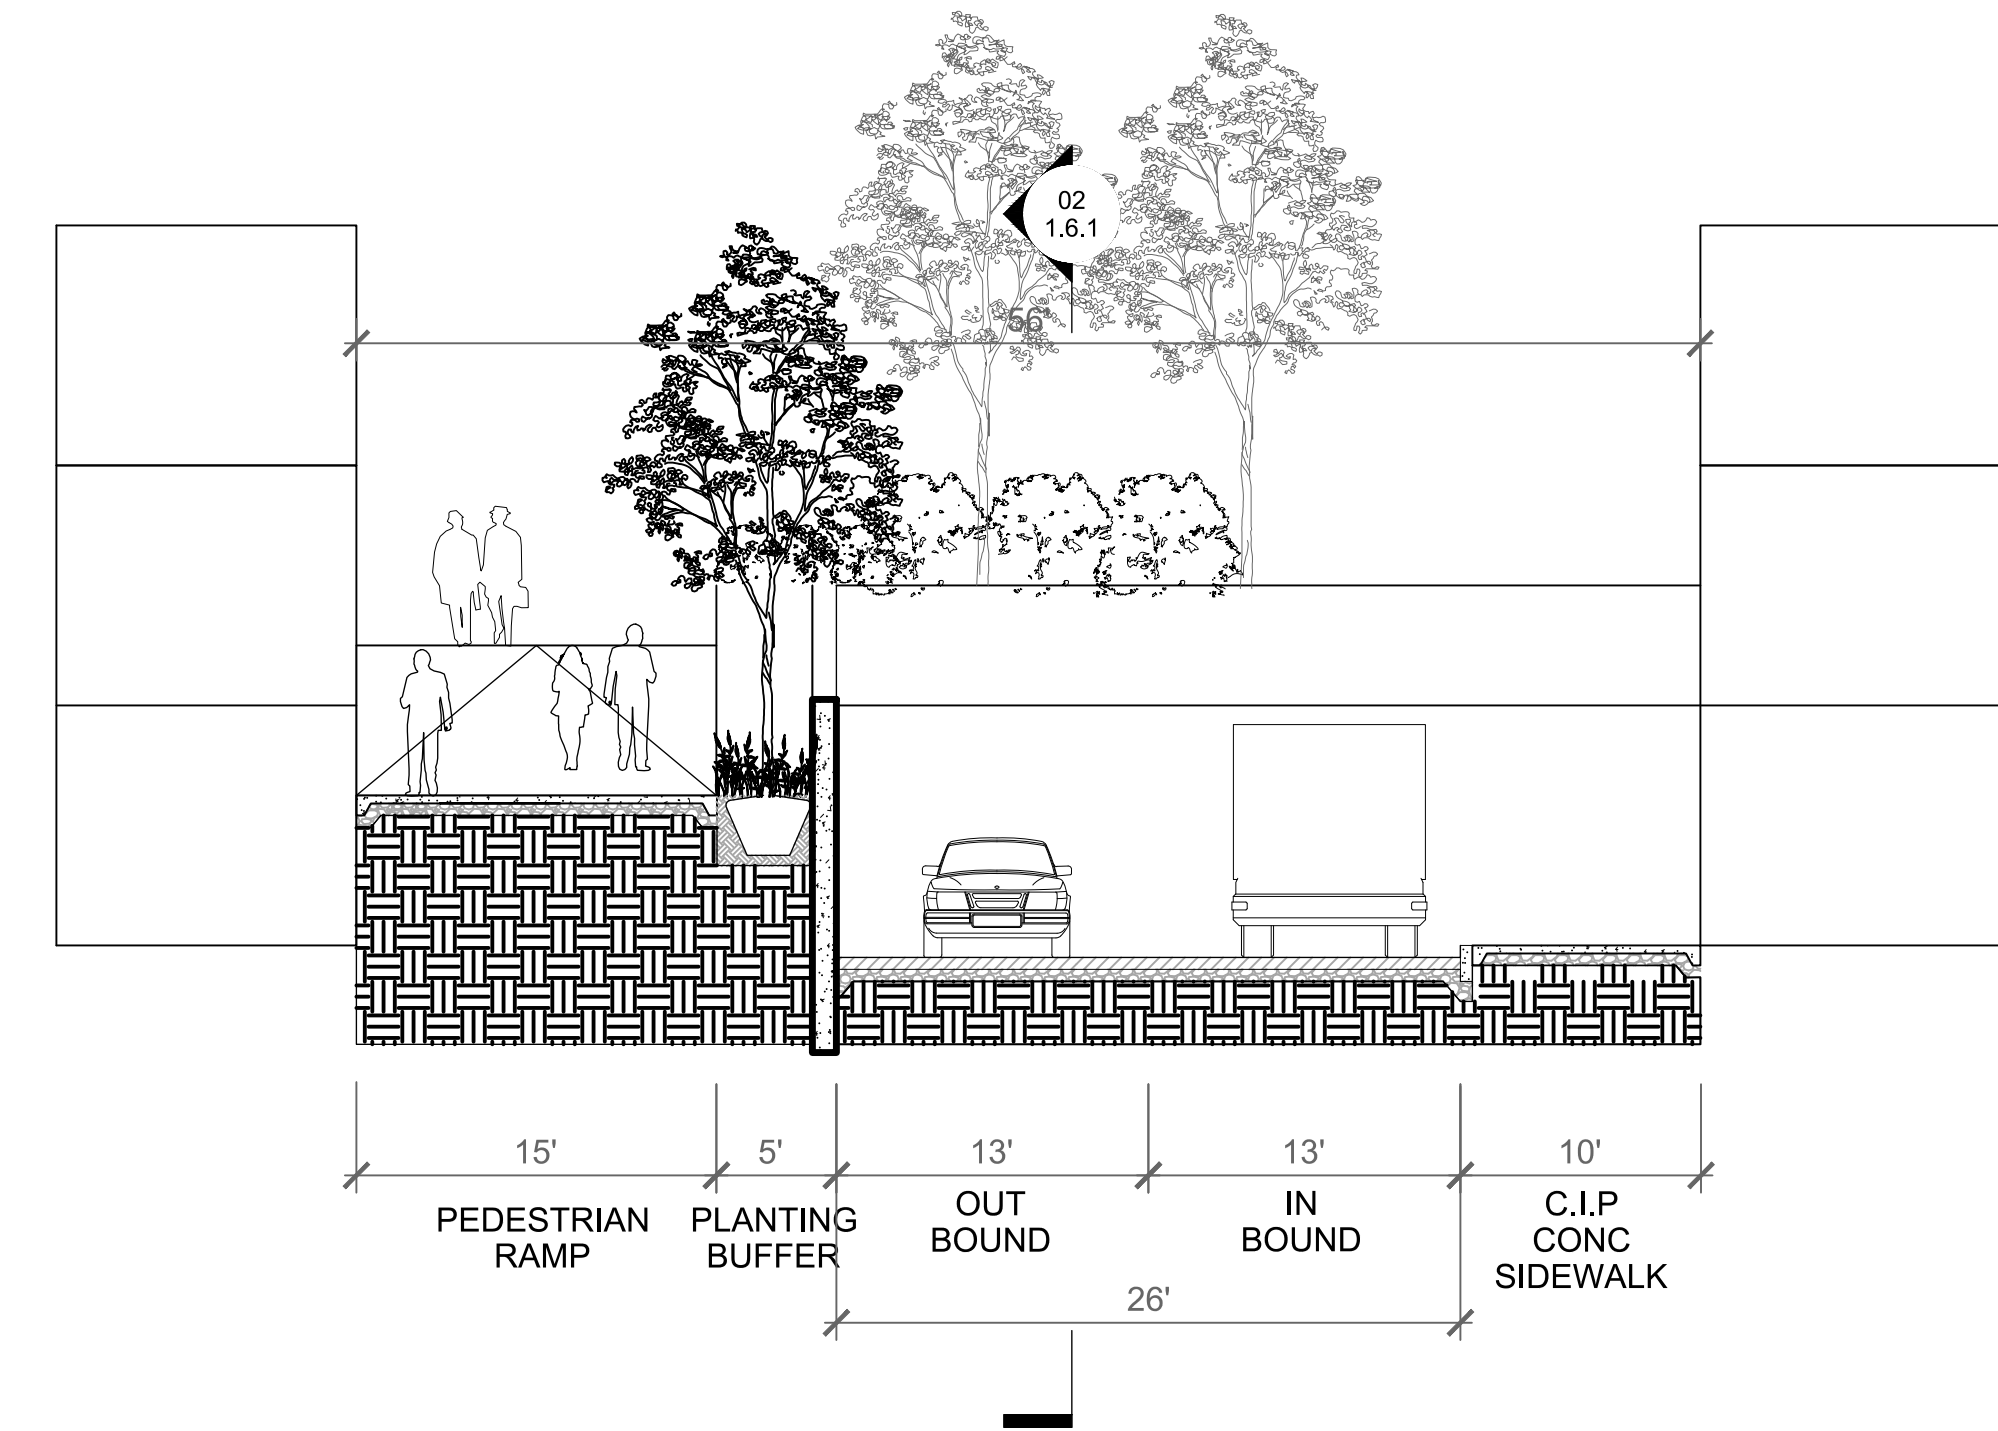 02
1.6.1
56'
15'
5'
13'
13'
10'
PEDESTRIAN
RAMP
PLANTING
BUFFER
OUT
BOUND
IN
BOUND
C.I.P
CONC
SIDEWALK
26'